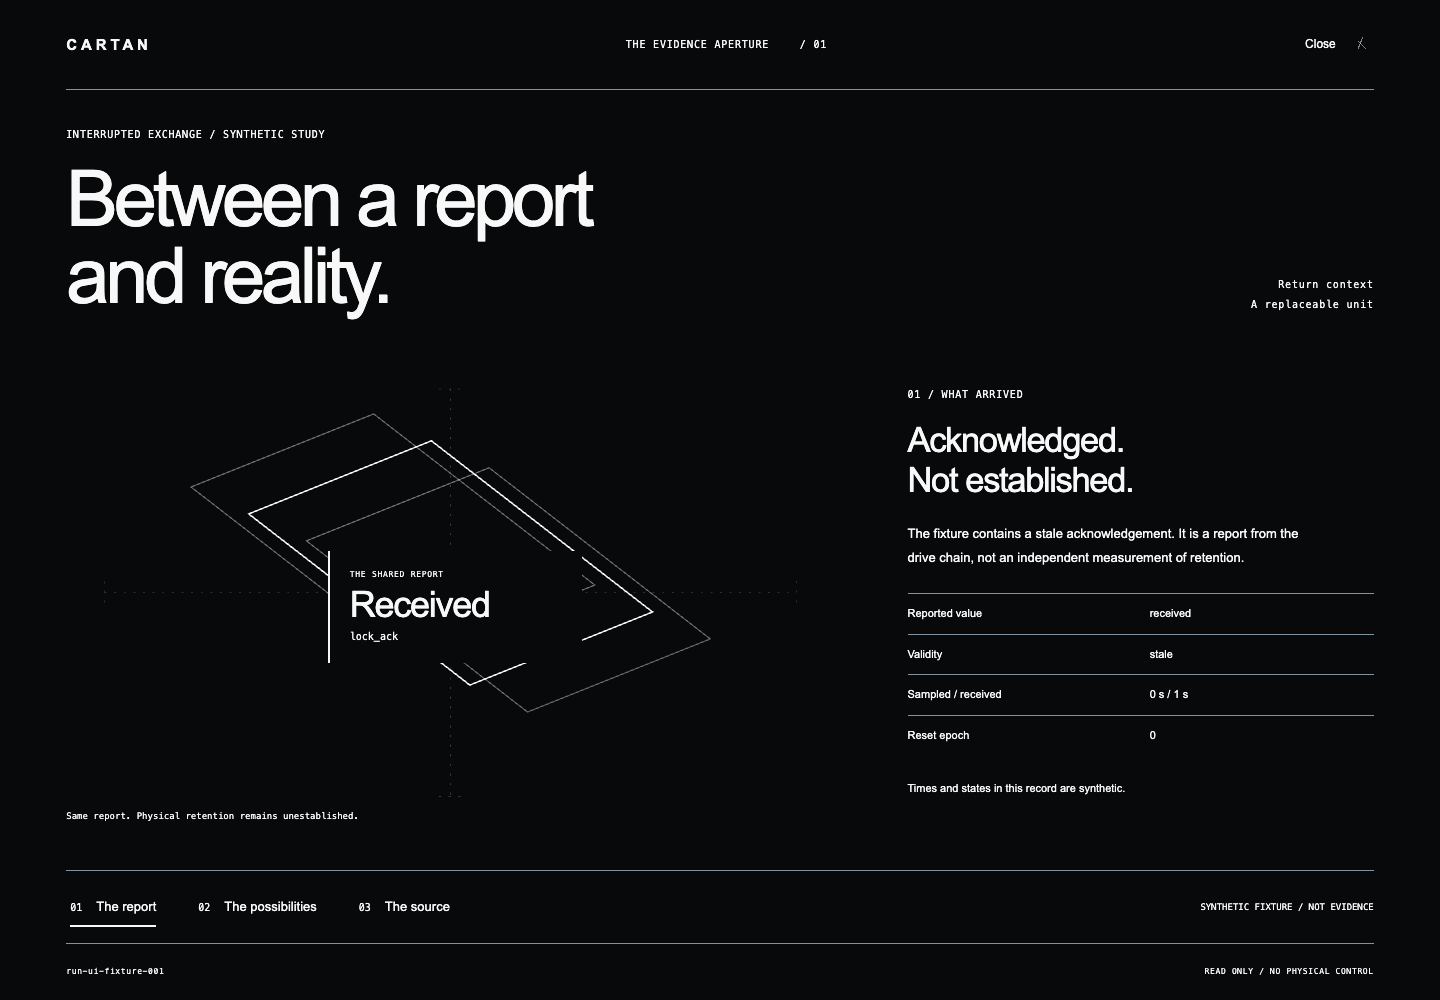 CARTAN
THE EVIDENCE APERTURE / 01
Close
INTERRUPTED EXCHANGE / SYNTHETIC STUDY
Between a report
and reality.
Return context
A replaceable unit
THE SHARED REPORT
Received
lock_ack
Same report. Physical retention remains unestablished.
01 / WHAT ARRIVED
Acknowledged.
Not established.
The fixture contains a stale acknowledgement. It is a report from the
drive chain, not an independent measurement of retention.
Reported value received
Validity stale
Sampled / received 0 s / 1 s
Reset epoch 0
Times and states in this record are synthetic.
01 The report 02 The possibilities 03 The source
SYNTHETIC FIXTURE / NOT EVIDENCE
run-ui-fixture-001
READ ONLY / NO PHYSICAL CONTROL